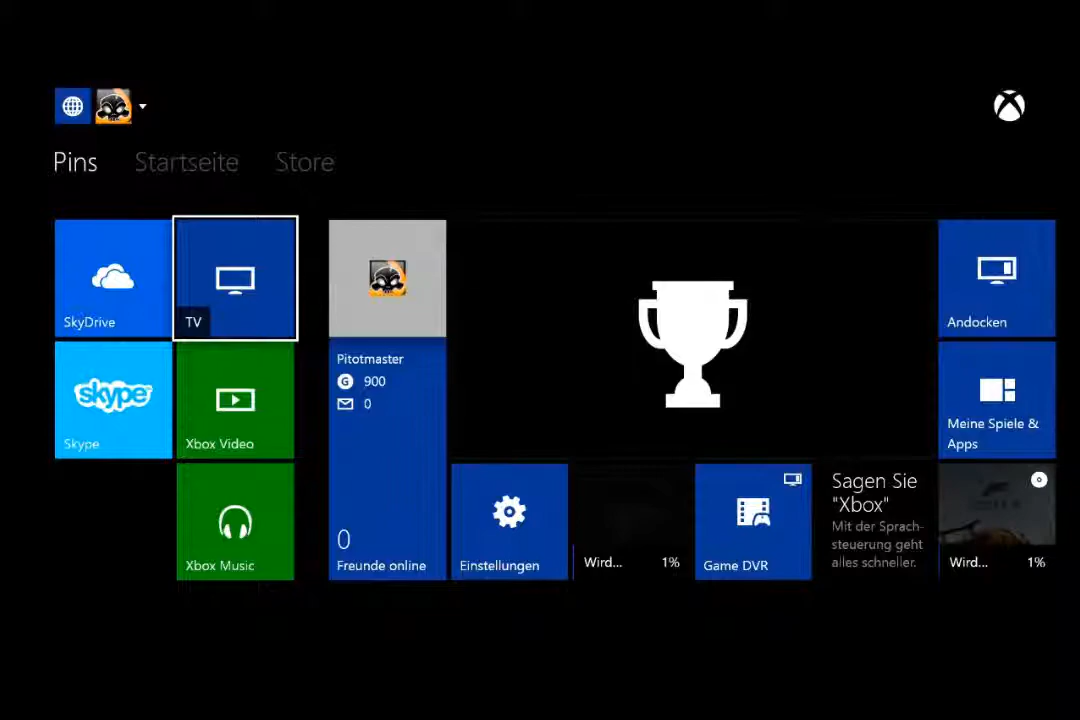 Pins Startseite Store
SkyDrive
TV
skype
Skype
Xbox Video
Xbox Music
Pitotmaster
G 900
0
0
Freunde online
Einstellungen
Wird... 1%
Game DVR
Sagen Sie
"Xbox"
Mit der Sprach-
steuerung geht
alles schneller.
Andocken
Meine Spiele &
Apps
Wird... 1%